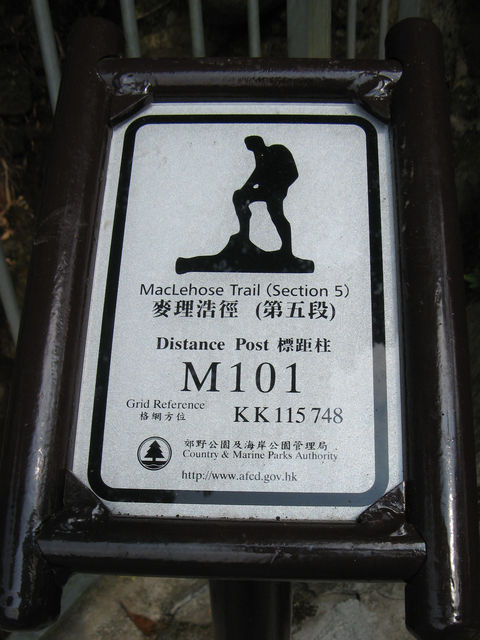 MacLehose Trail (Section 5)
麥理浩徑 (第五段)
Distance Post 標距柱
M101
Grid Reference
格網方位
KK 115 748
郊野公園及海岸公園管理局
Country & Marine Parks Authority
http://www.afcd.gov.hk